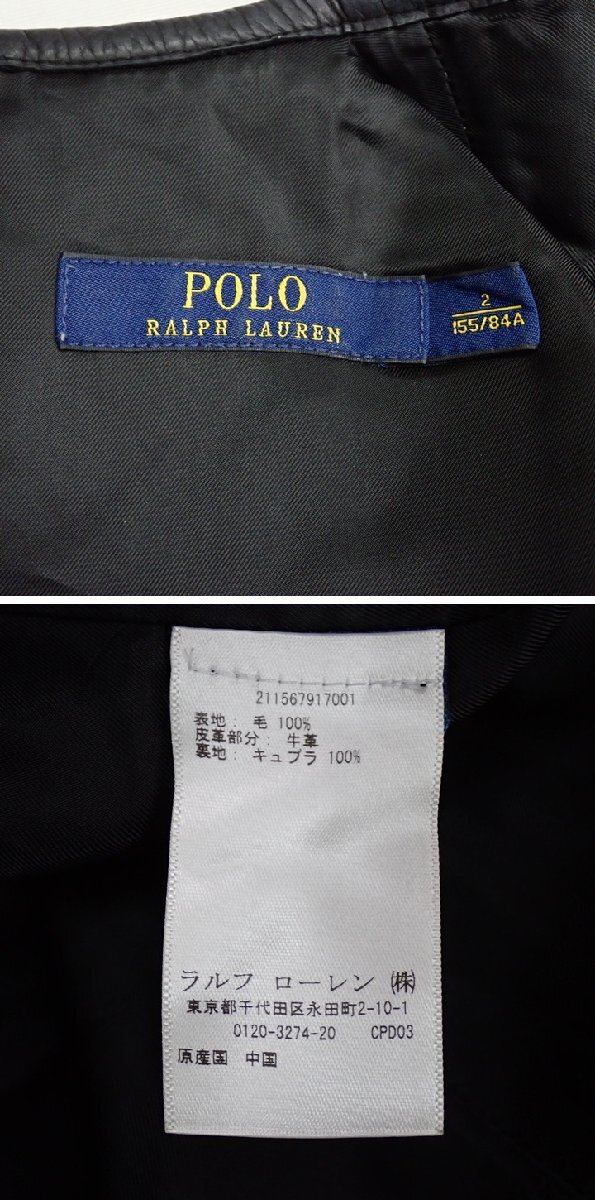 POLO
RALPH LAUREN
2
155/84A
211567917001
表地: 毛 100%
皮革部分: 牛革
裏地: キュプラ 100%
ラルフ ローレン ㈱
東京都千代田区永田町2-10-1
0120-3274-20 CPD03
原産国 中国